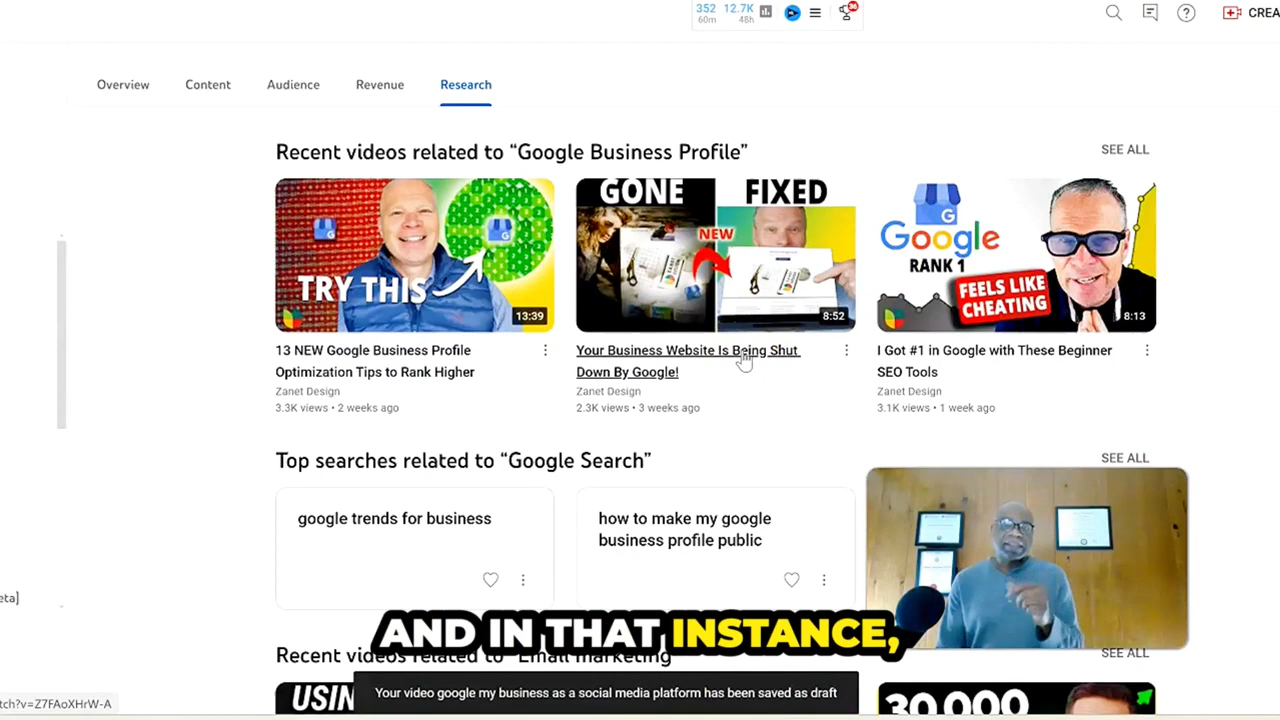 352 12.7K
60m 48h
36
CREA
Overview Content Audience Revenue Research
Recent videos related to “Google Business Profile”
SEE ALL
TRY THIS
13:39
GONE FIXED
NEW
8:52
G
Google
RANK 1
FEELS LIKE
CHEATING
8:13
13 NEW Google Business Profile
Optimization Tips to Rank Higher
Zanet Design
3.3K views • 2 weeks ago
Your Business Website Is Being Shut
Down By Google!
Zanet Design
2.3K views • 3 weeks ago
I Got #1 in Google with These Beginner
SEO Tools
Zanet Design
3.1K views • 1 week ago
Top searches related to “Google Search”
SEE ALL
google trends for business
how to make my google
business profile public
eta]
AND IN THAT INSTANCE,
Recent videos related to “Email marketing”
SEE ALL
Your video google my business as a social media platform has been saved as draft
USIN
30,000
tch?v=Z7FAoXHrW-A